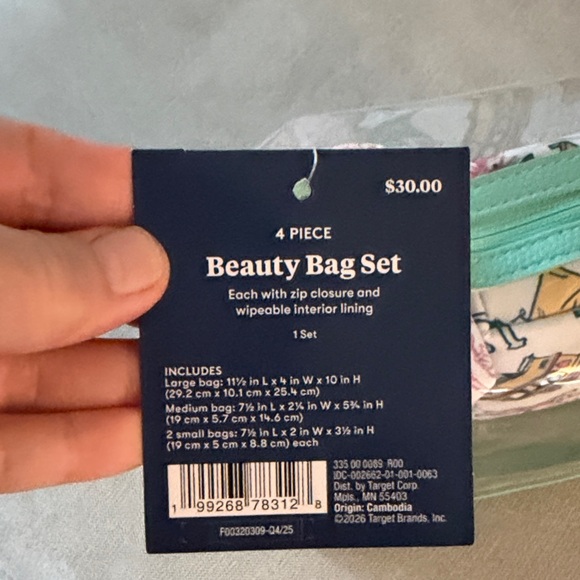 $30.00
4 PIECE
Beauty Bag Set
Each with zip closure and
wipeable interior lining
1 Set
INCLUDES
Large bag: 11½ in L x 4 in W x 10 in H
(29.2 cm x 10.1 cm x 25.4 cm)
Medium bag: 7½ in L x 2¼ in W x 5¾ in H
(19 cm x 5.7 cm x 14.6 cm)
2 small bags: 7½ in L x 2 in W x 3½ in H
(19 cm x 5 cm x 8.8 cm) each
1 99268 78312 8
F00320309-04/25
335 00 0089 R00
IDC-002662-01-001-0063
Dist. by Target Corp.
Mpls., MN 55403
Origin: Cambodia
©2026 Target Brands, Inc.